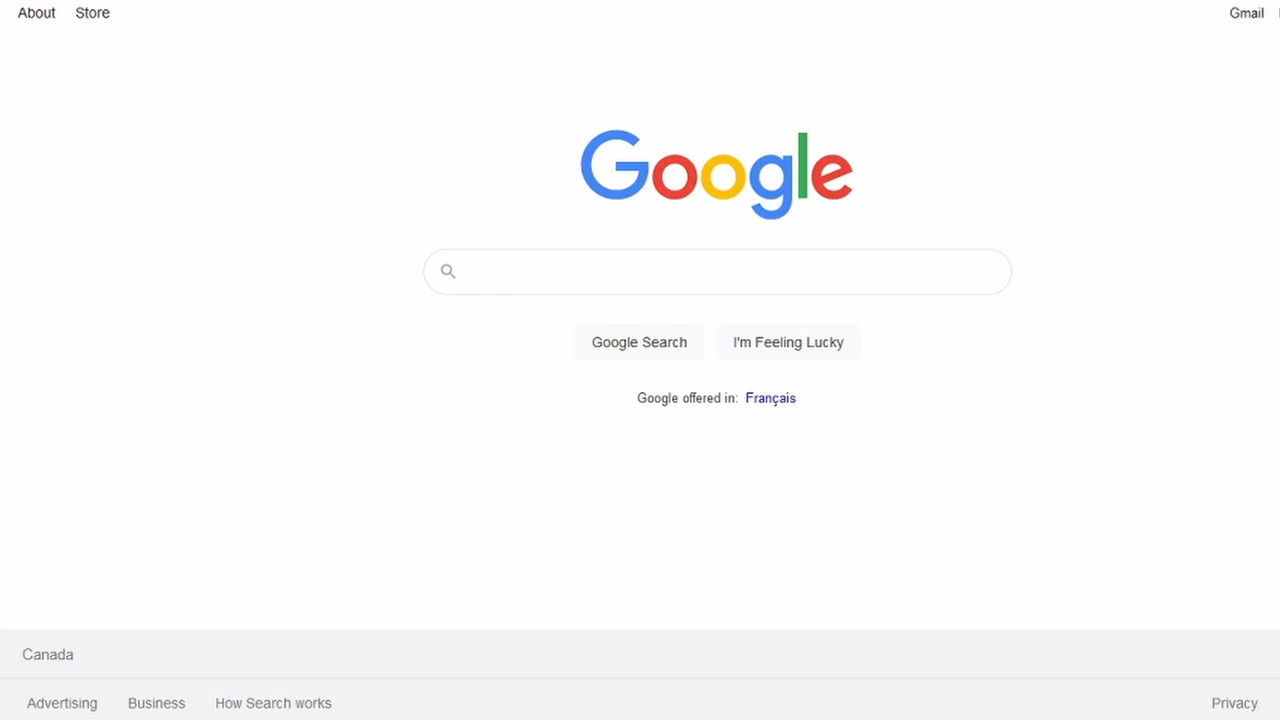 About Store Gmail
Google
Google Search I'm Feeling Lucky
Google offered in: Français
Canada
Advertising Business How Search works Privacy